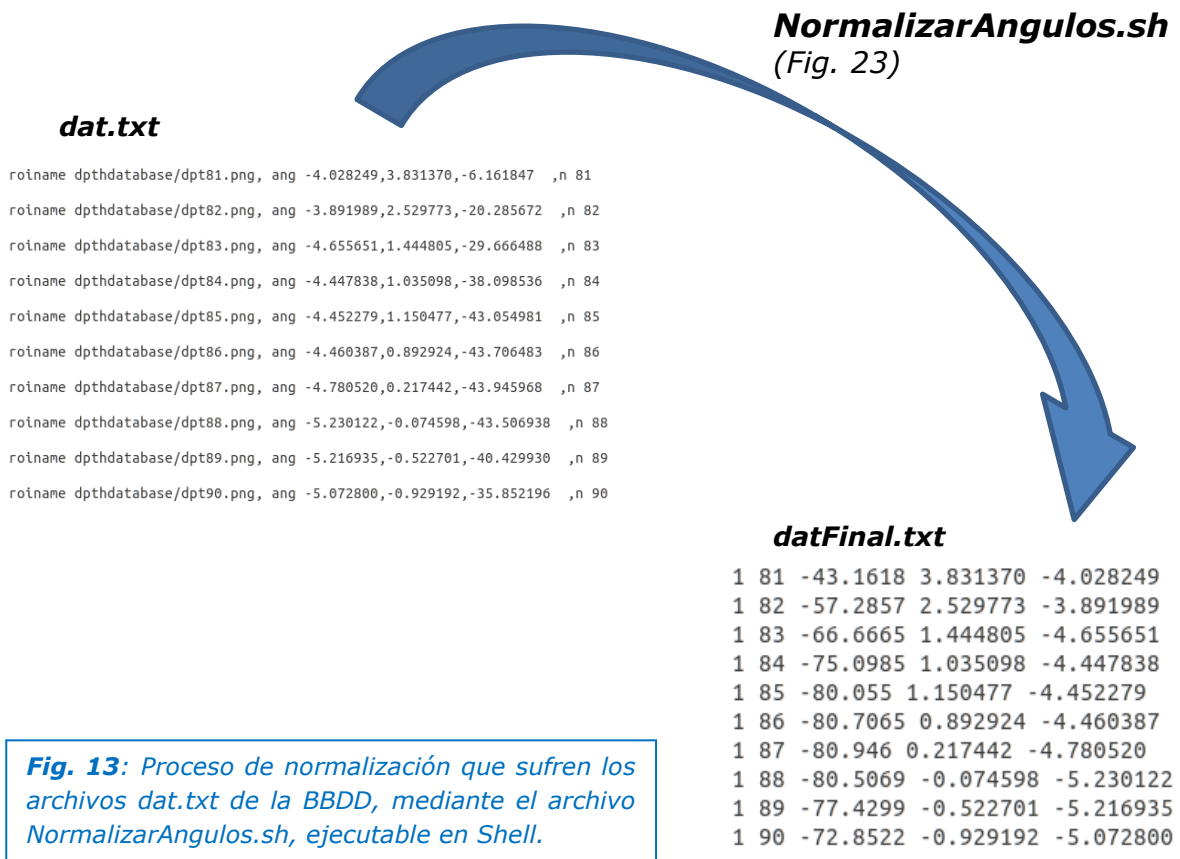 NormalizarAngulos.sh
(Fig. 23)
dat.txt
roiname dpthdatabase/dpt81.png, ang -4.028249,3.831370,-6.161847  ,n 81
roiname dpthdatabase/dpt82.png, ang -3.891989,2.529773,-20.285672  ,n 82
roiname dpthdatabase/dpt83.png, ang -4.655651,1.444805,-29.666488  ,n 83
roiname dpthdatabase/dpt84.png, ang -4.447838,1.035098,-38.098536  ,n 84
roiname dpthdatabase/dpt85.png, ang -4.452279,1.150477,-43.054981  ,n 85
roiname dpthdatabase/dpt86.png, ang -4.460387,0.892924,-43.706483  ,n 86
roiname dpthdatabase/dpt87.png, ang -4.780520,0.217442,-43.945968  ,n 87
roiname dpthdatabase/dpt88.png, ang -5.230122,-0.074598,-43.506938  ,n 88
roiname dpthdatabase/dpt89.png, ang -5.216935,-0.522701,-40.429930  ,n 89
roiname dpthdatabase/dpt90.png, ang -5.072800,-0.929192,-35.852196  ,n 90
datFinal.txt
1 81 -43.1618 3.831370 -4.028249
1 82 -57.2857 2.529773 -3.891989
1 83 -66.6665 1.444805 -4.655651
1 84 -75.0985 1.035098 -4.447838
1 85 -80.055 1.150477 -4.452279
1 86 -80.7065 0.892924 -4.460387
1 87 -80.946 0.217442 -4.780520
1 88 -80.5069 -0.074598 -5.230122
1 89 -77.4299 -0.522701 -5.216935
1 90 -72.8522 -0.929192 -5.072800
Fig. 13: Proceso de normalización que sufren los
archivos dat.txt de la BBDD, mediante el archivo
NormalizarAngulos.sh, ejecutable en Shell.